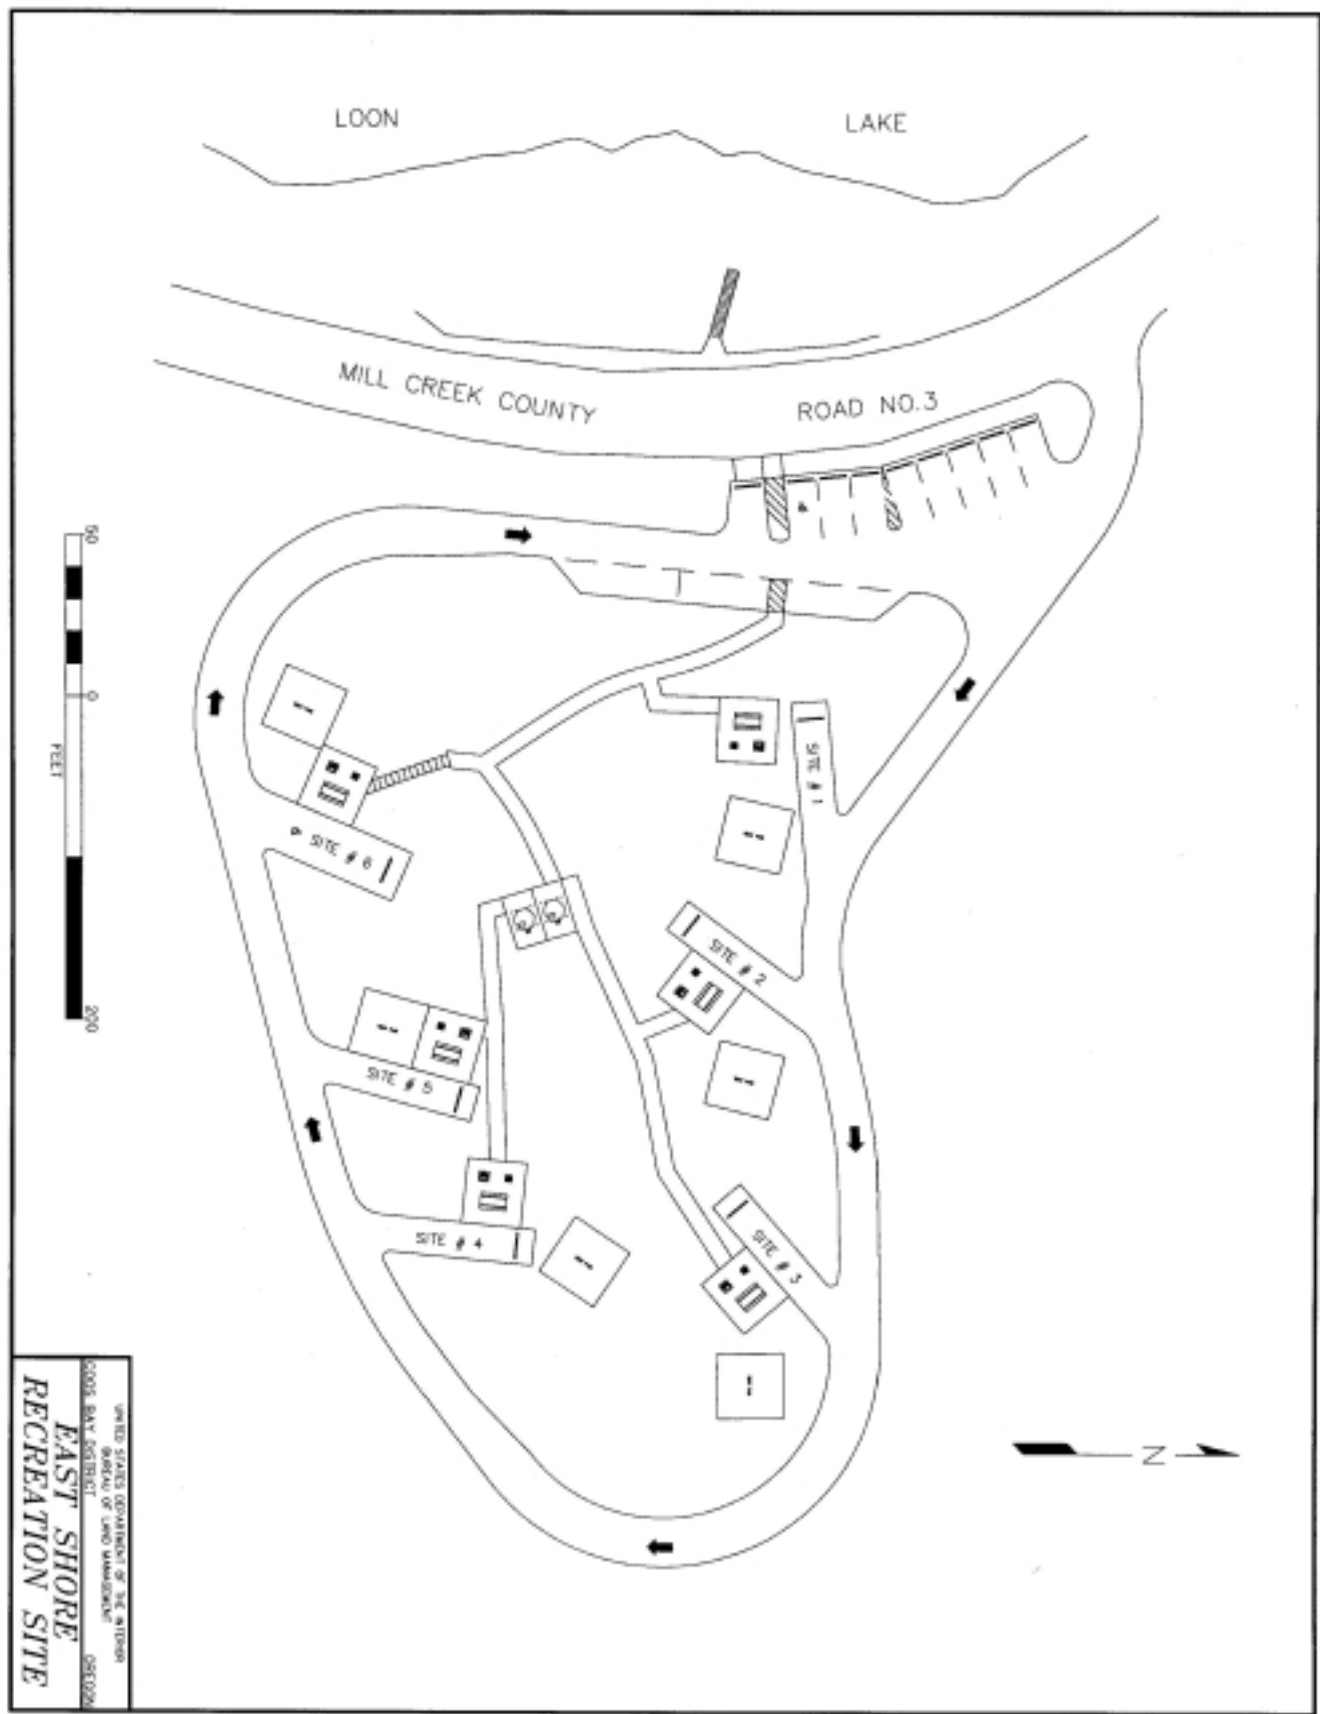 LOON LAKE
MILL CREEK COUNTY ROAD NO.3
SITE # 1
SITE # 6
SITE # 2
SITE # 5
SITE # 3
SITE # 4
50 0 200
FEET
N
UNITED STATES DEPARTMENT OF THE INTERIOR
BUREAU OF LAND MANAGEMENT
COOS BAY DISTRICT OREGON
EAST SHORE
RECREATION SITE